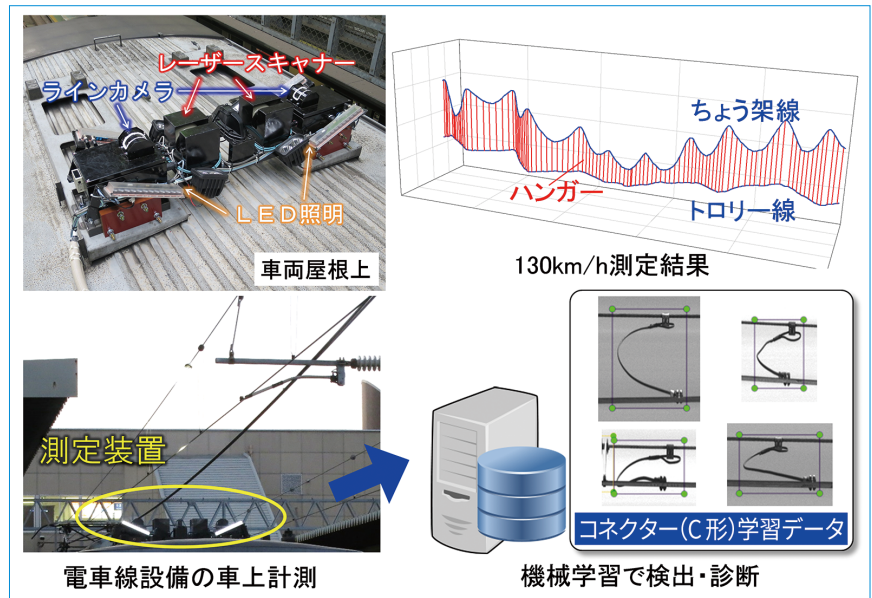 レーザースキャナー
ラインカメラ
LED照明
車両屋根上
ちょう架線
ハンガー
トロリー線
130km/h測定結果
測定装置
電車線設備の車上計測
コネクター(C形)学習データ
機械学習で検出・診断